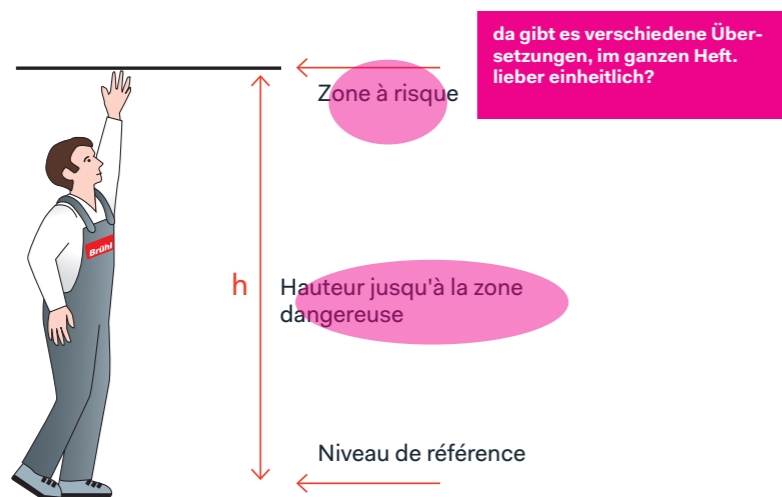 da gibt es verschiedene Über-
setzungen, im ganzen Heft.
lieber einheitlich?
Zone à risque
Brühl
h
Hauteur jusqu'à la zone
dangereuse
Niveau de référence